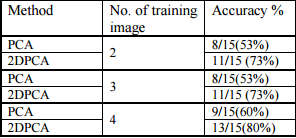 Method No. of training image Accuracy %
PCA 2 8/15(53%)
2DPCA 11/15 (73%)
PCA 3 8/15(53%)
2DPCA 11/15 (73%)
PCA 4 9/15(60%)
2DPCA 13/15(80%)